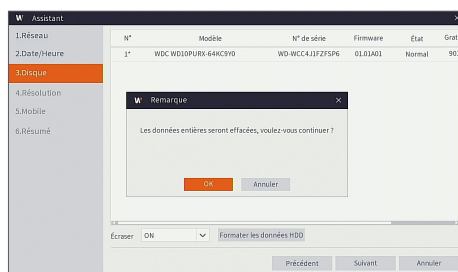 W Assistant ×
1.Réseau
2.Date/Heure
3.Disque
4.Résolution
5.Mobile
6.Résumé
N° Modèle N° de série Firmware État Grat
1* WDC WD10PURX-64KC9Y0 WD-WCC4J1FZFSP6 01.01A01 Normal 901
W Remarque ×
Les données entières seront effacées, voulez-vous continuer ?
OK Annuler
Écraser ON Formater les données HDD
Précédent Suivant Annuler